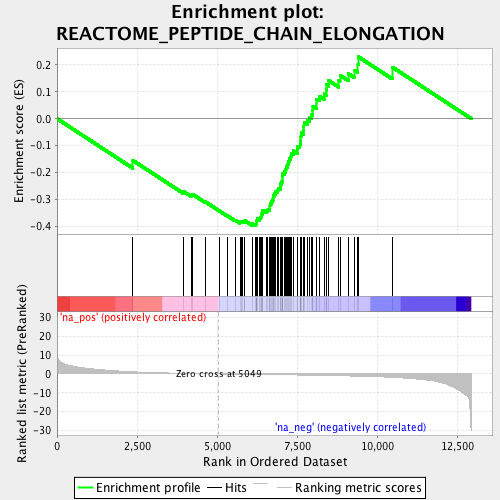 Enrichment plot:
REACTOME_PEPTIDE_CHAIN_ELONGATION
Enrichment score (ES)
0.2
0.1
0.0
-0.1
-0.2
-0.3
-0.4
'na_pos' (positively correlated)
Ranked list metric (PreRanked)
30
20
10
0
-10
-20
-30
Zero cross at 5049
'na_neg' (negatively correlated)
0
2,500
5,000
7,500
10,000
12,500
Rank in Ordered Dataset
Enrichment profile
Hits
Ranking metric scores